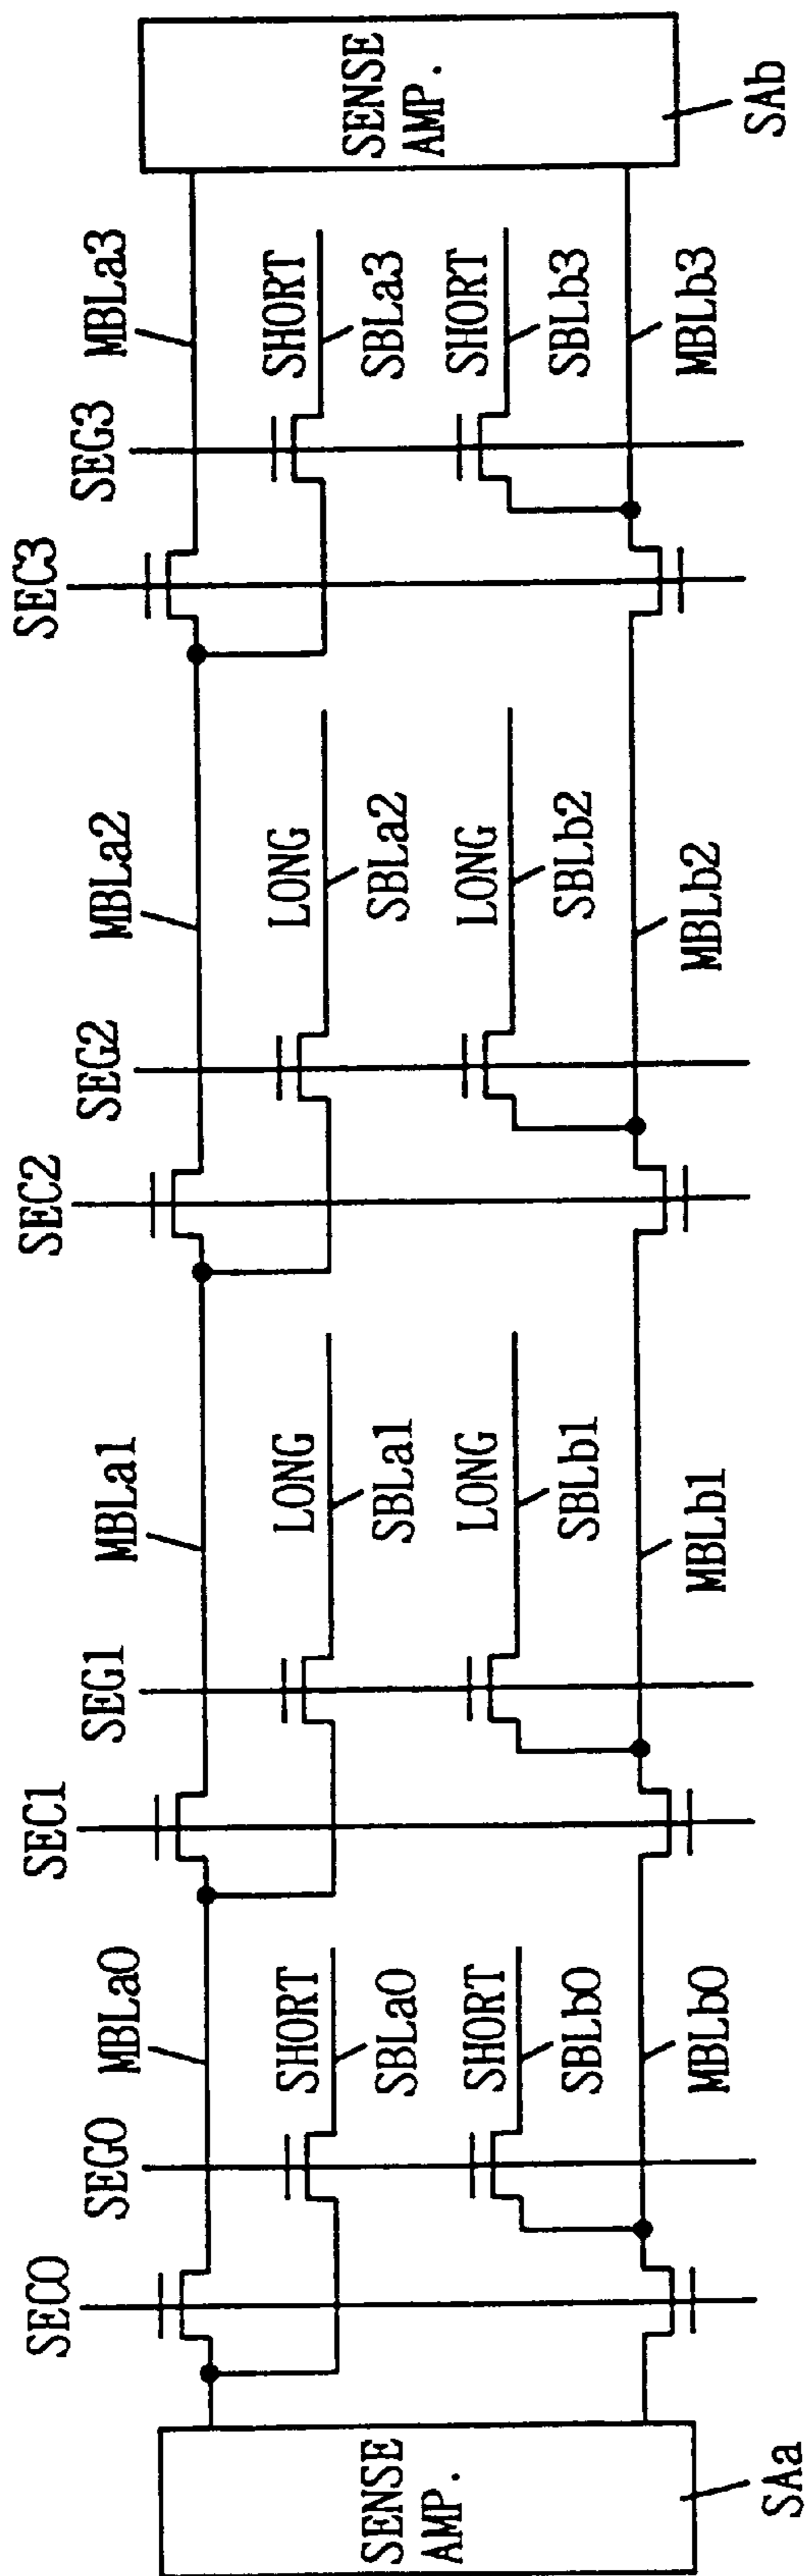 SEC0
SEG0
MBLa0
SEC1
SEG1
MBLa1
SEC2
SEG2
MBLa2
SEC3
SEG3
MBLa3
SENSE
AMP.
SHORT
SBLa0
LONG
SBLa1
LONG
SBLa2
SHORT
SBLa3
SENSE
AMP.
SHORT
SBLb0
LONG
SBLb1
LONG
SBLb2
SHORT
SBLb3
SAa
MBLb0
MBLb1
MBLb2
MBLb3
SAb